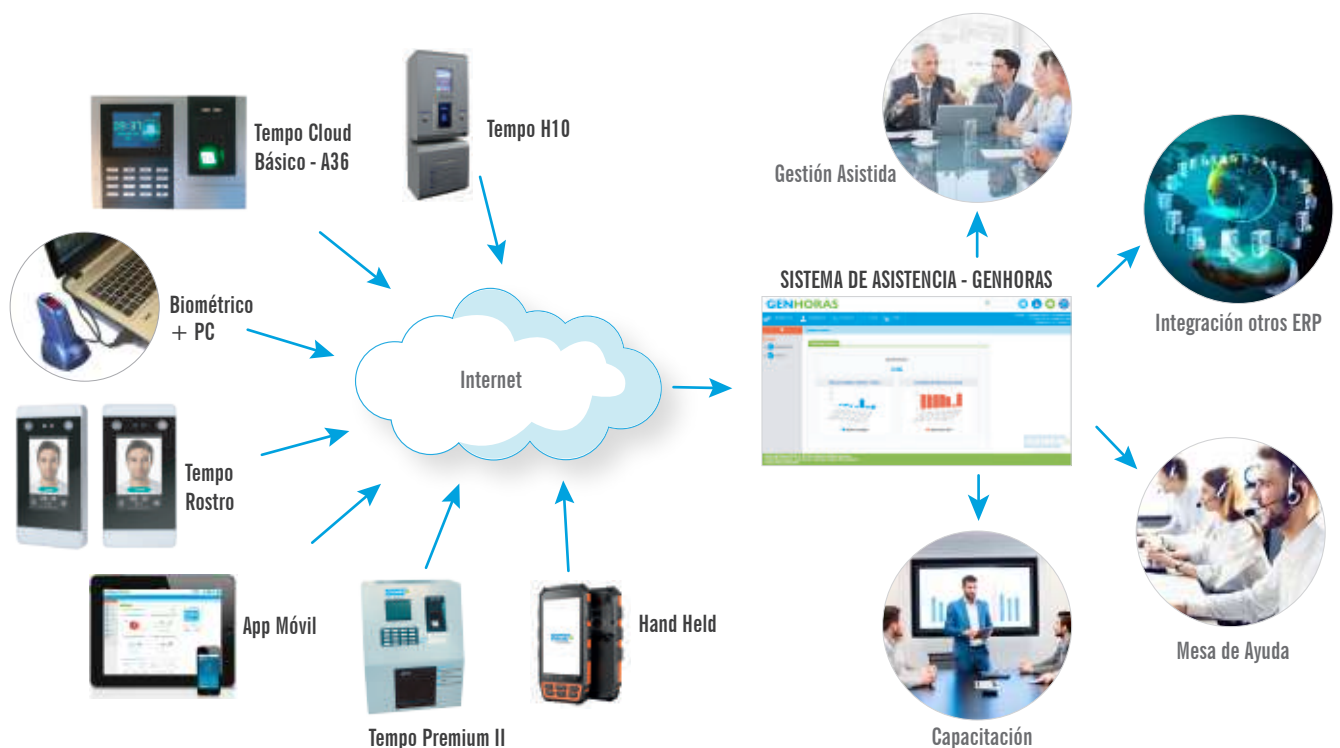 Tempo Cloud
Básico - A36
Tempo H10
Biométrico
+ PC
Tempo
Rostro
App Móvil
Tempo Premium II
Hand Held
Internet
Gestión Asistida
SISTEMA DE ASISTENCIA - GENHORAS
GENHORAS
Integración otros ERP
Mesa de Ayuda
Capacitación